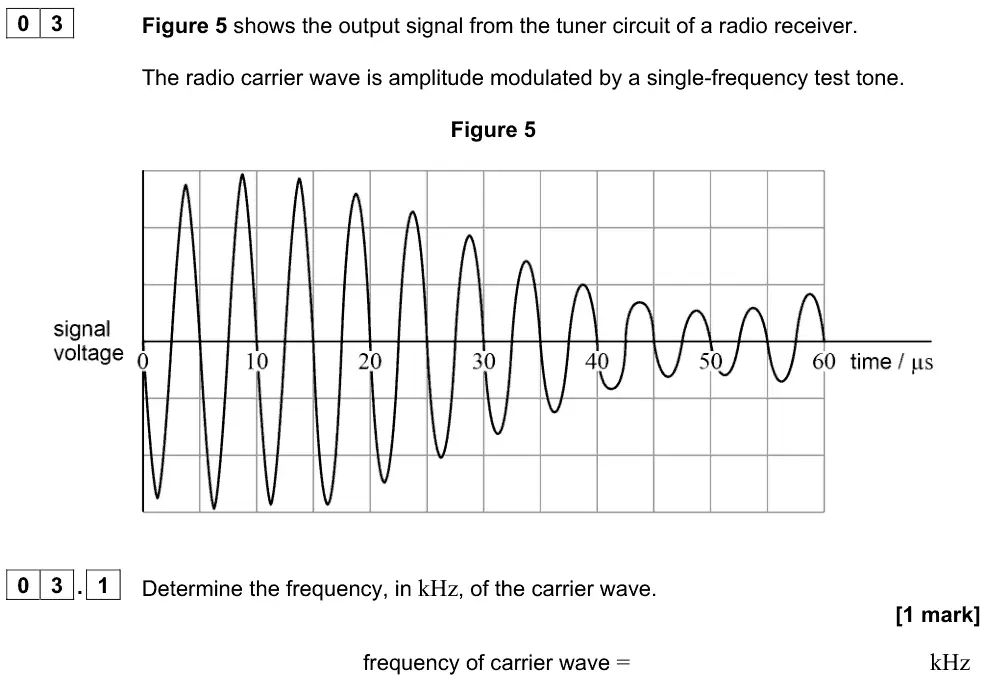 0 3 Figure 5 shows the output signal from the tuner circuit of a radio receiver.
The radio carrier wave is amplitude modulated by a single-frequency test tone.
Figure 5
signal
voltage
0 10 20 30 40 50 60 time / µs
0 3 . 1 Determine the frequency, in kHz, of the carrier wave.
[1 mark]
frequency of carrier wave = kHz